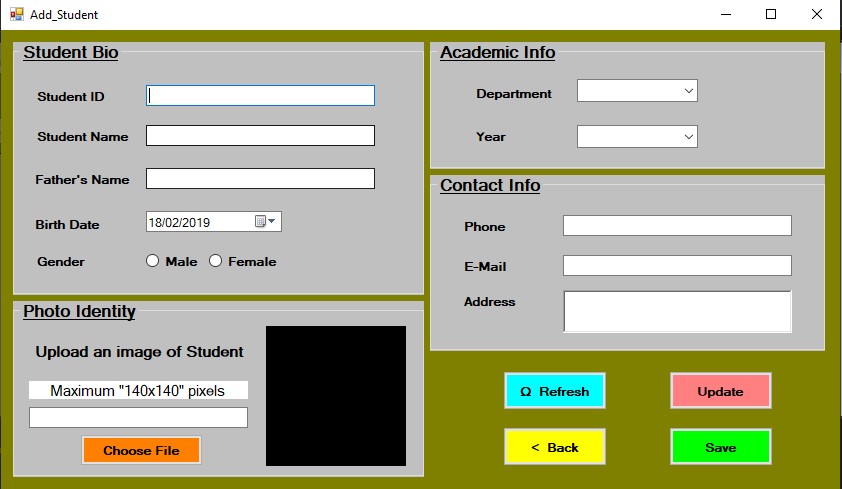 Add_Student
Student Bio
Student ID
Student Name
Father's Name
Birth Date 18/02/2019
Gender Male Female
Photo Identity
Upload an image of Student
Maximum "140x140" pixels
Choose File
Academic Info
Department
Year
Contact Info
Phone
E-Mail
Address
Ω Refresh Update
< Back Save